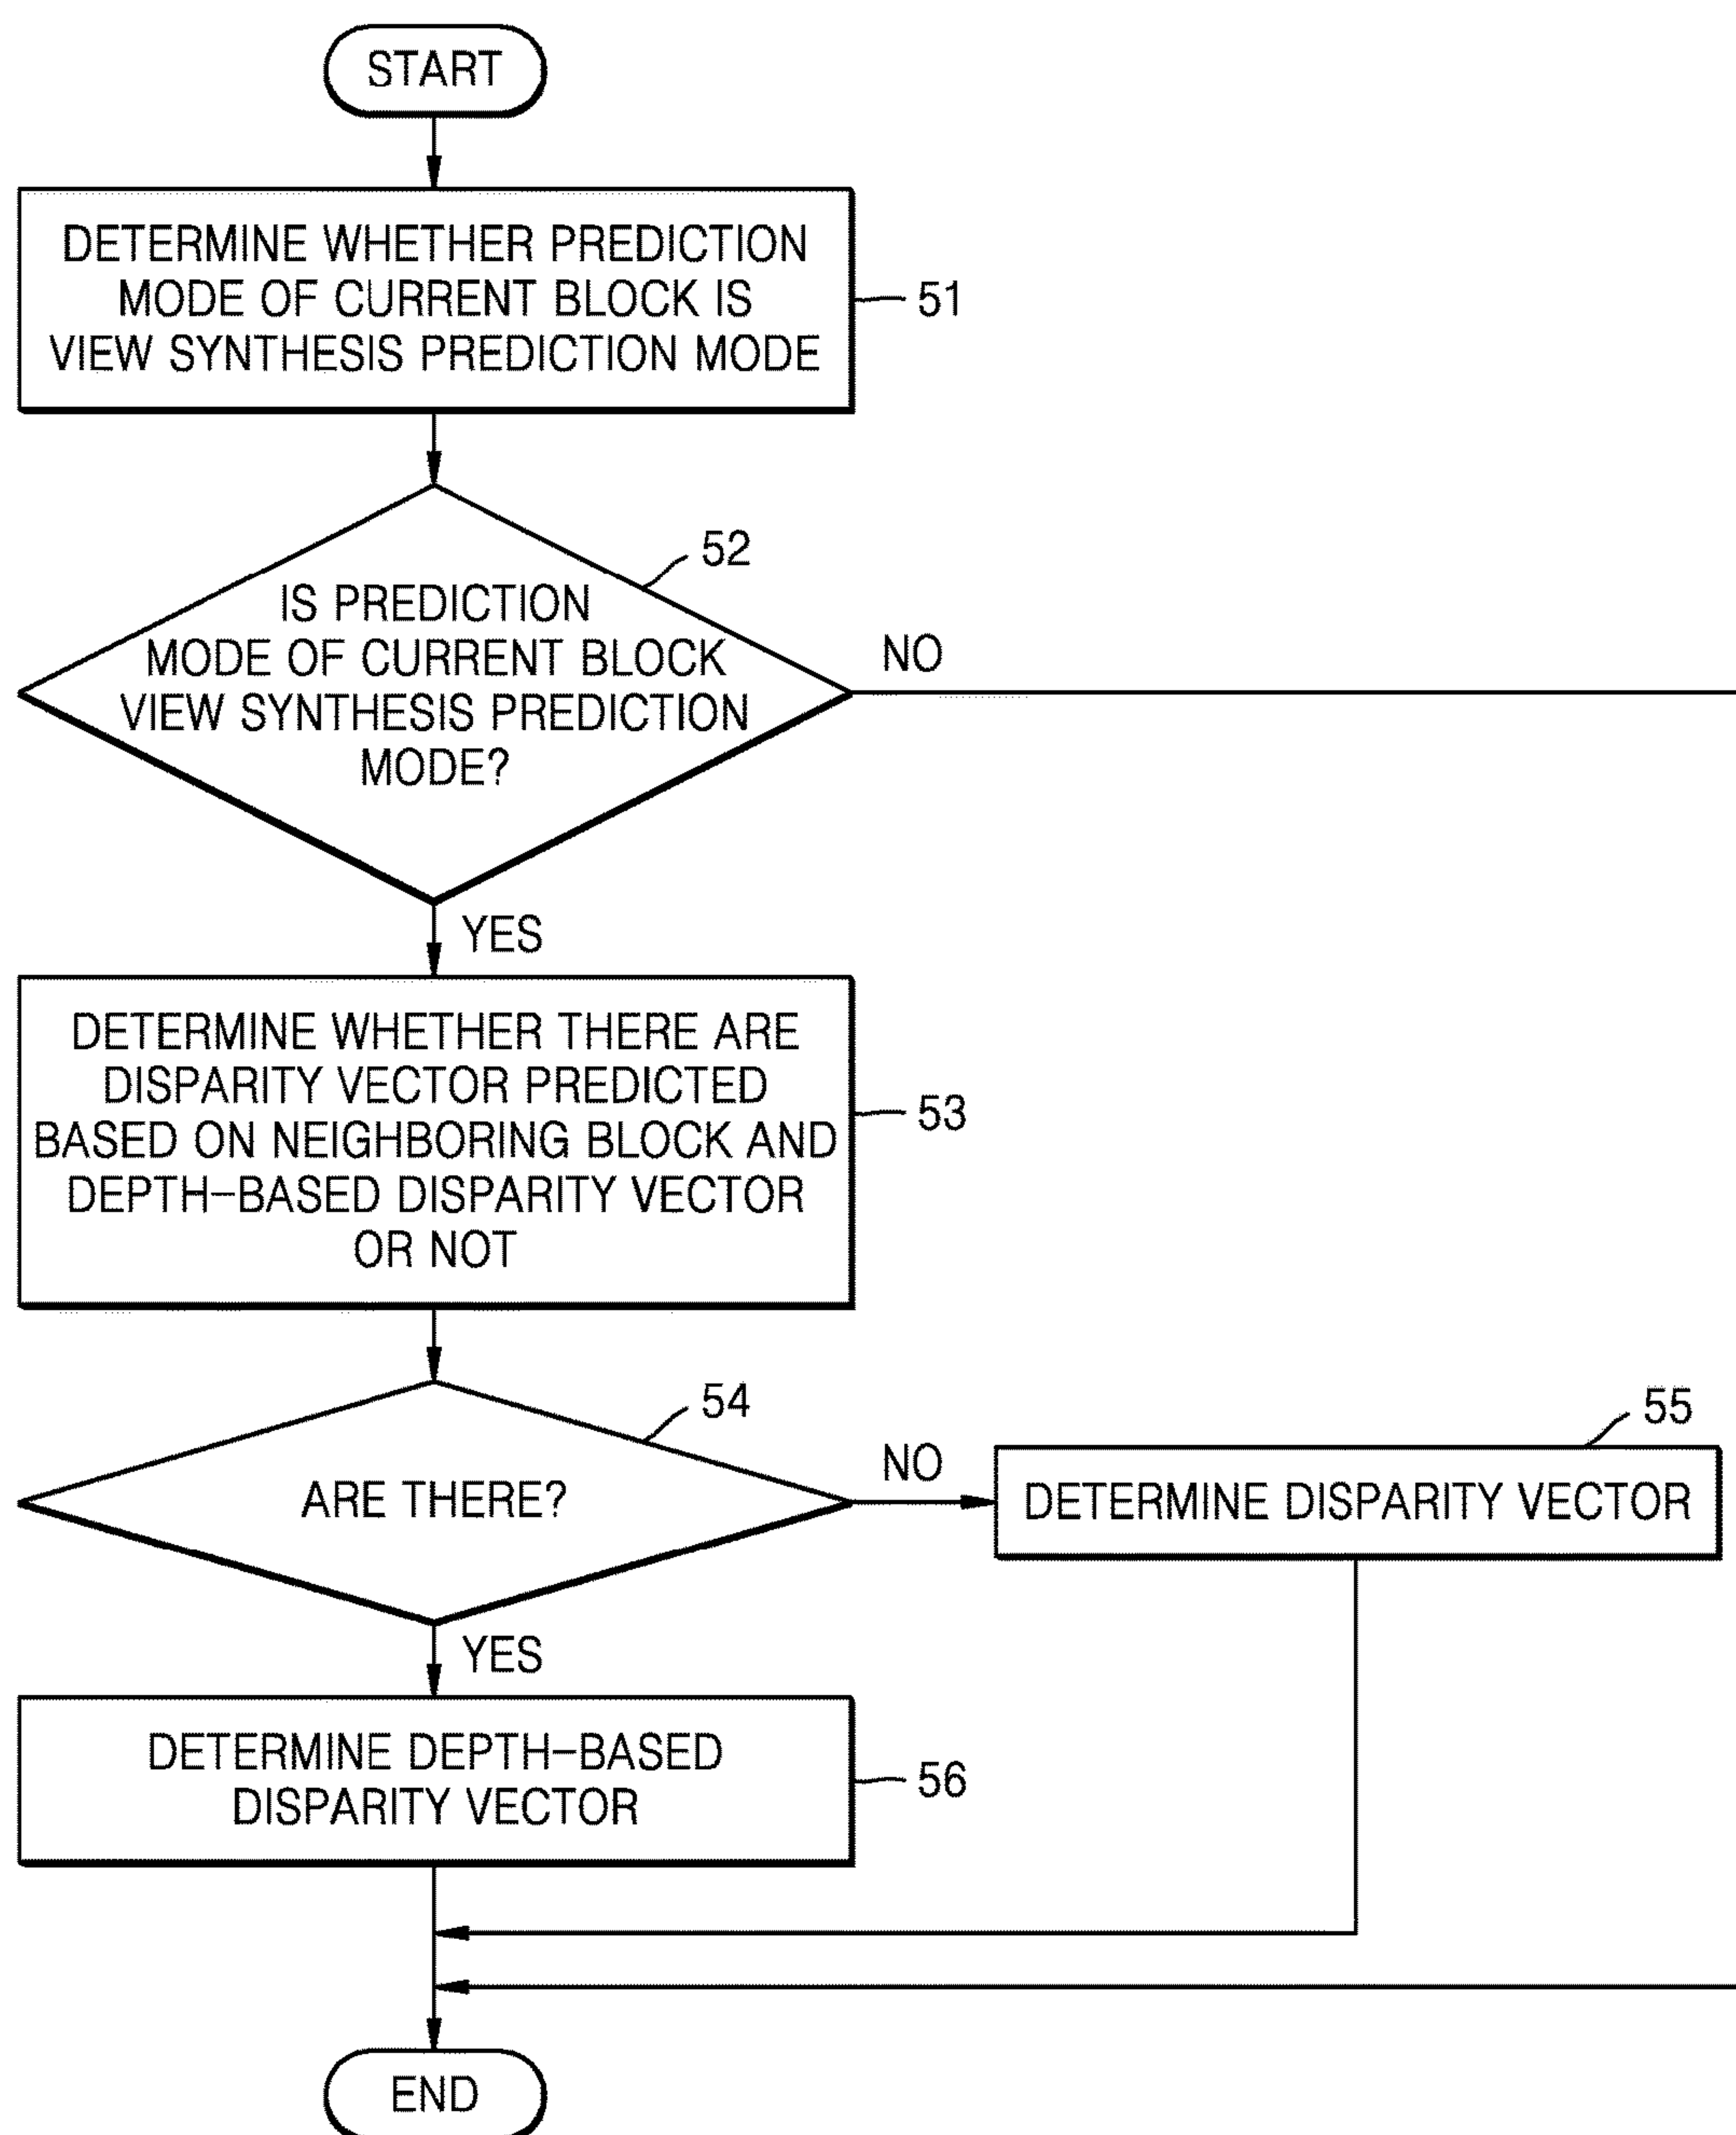 START
DETERMINE WHETHER PREDICTION
MODE OF CURRENT BLOCK IS
VIEW SYNTHESIS PREDICTION MODE
51
52
IS PREDICTION
MODE OF CURRENT BLOCK
VIEW SYNTHESIS PREDICTION
MODE?
NO
YES
DETERMINE WHETHER THERE ARE
DISPARITY VECTOR PREDICTED
BASED ON NEIGHBORING BLOCK AND
DEPTH-BASED DISPARITY VECTOR
OR NOT
53
54
ARE THERE?
NO
55
DETERMINE DISPARITY VECTOR
YES
DETERMINE DEPTH-BASED
DISPARITY VECTOR
56
END